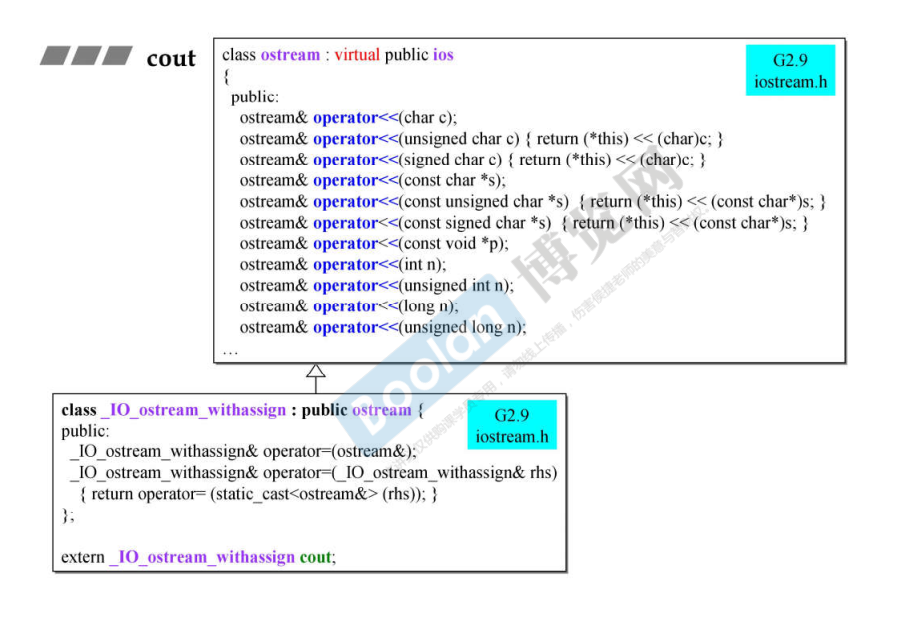 cout
class ostream : virtual public ios
{
public:
ostream& operator<<(char c);
ostream& operator<<(unsigned char c) { return (*this) << (char)c; }
ostream& operator<<(signed char c) { return (*this) << (char)c; }
ostream& operator<<(const char *s);
ostream& operator<<(const unsigned char *s) { return (*this) << (const char*)s; }
ostream& operator<<(const signed char *s) { return (*this) << (const char*)s; }
ostream& operator<<(const void *p);
ostream& operator<<(int n);
ostream& operator<<(unsigned int n);
ostream& operator<<(long n);
ostream& operator<<(unsigned long n);
…
G2.9
iostream.h
class _IO_ostream_withassign : public ostream {
public:
_IO_ostream_withassign& operator=(ostream&);
_IO_ostream_withassign& operator=(_IO_ostream_withassign& rhs)
{ return operator= (static_cast<ostream&> (rhs)); }
};
extern _IO_ostream_withassign cout;
G2.9
iostream.h
Boolan 博览网